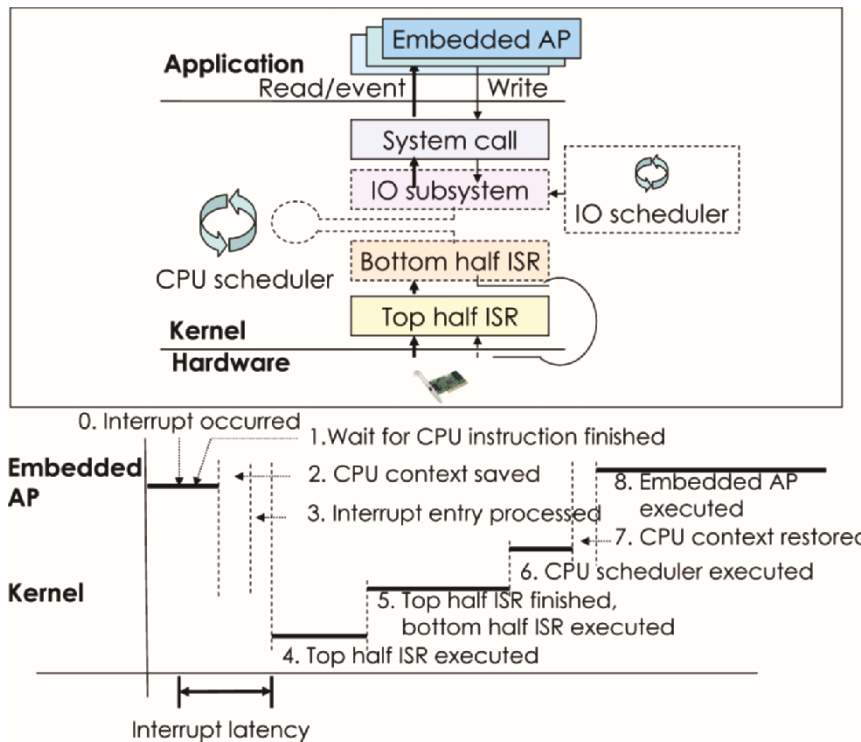 Embedded AP
Application
Read/event
Write
System call
IO subsystem
IO scheduler
CPU scheduler
Bottom half ISR
Top half ISR
Kernel
Hardware
0. Interrupt occurred
1.Wait for CPU instruction finished
Embedded
AP
2. CPU context saved
3. Interrupt entry processed
8. Embedded AP
executed
7. CPU context restored
6. CPU scheduler executed
Kernel
5. Top half ISR finished,
bottom half ISR executed
4. Top half ISR executed
Interrupt latency